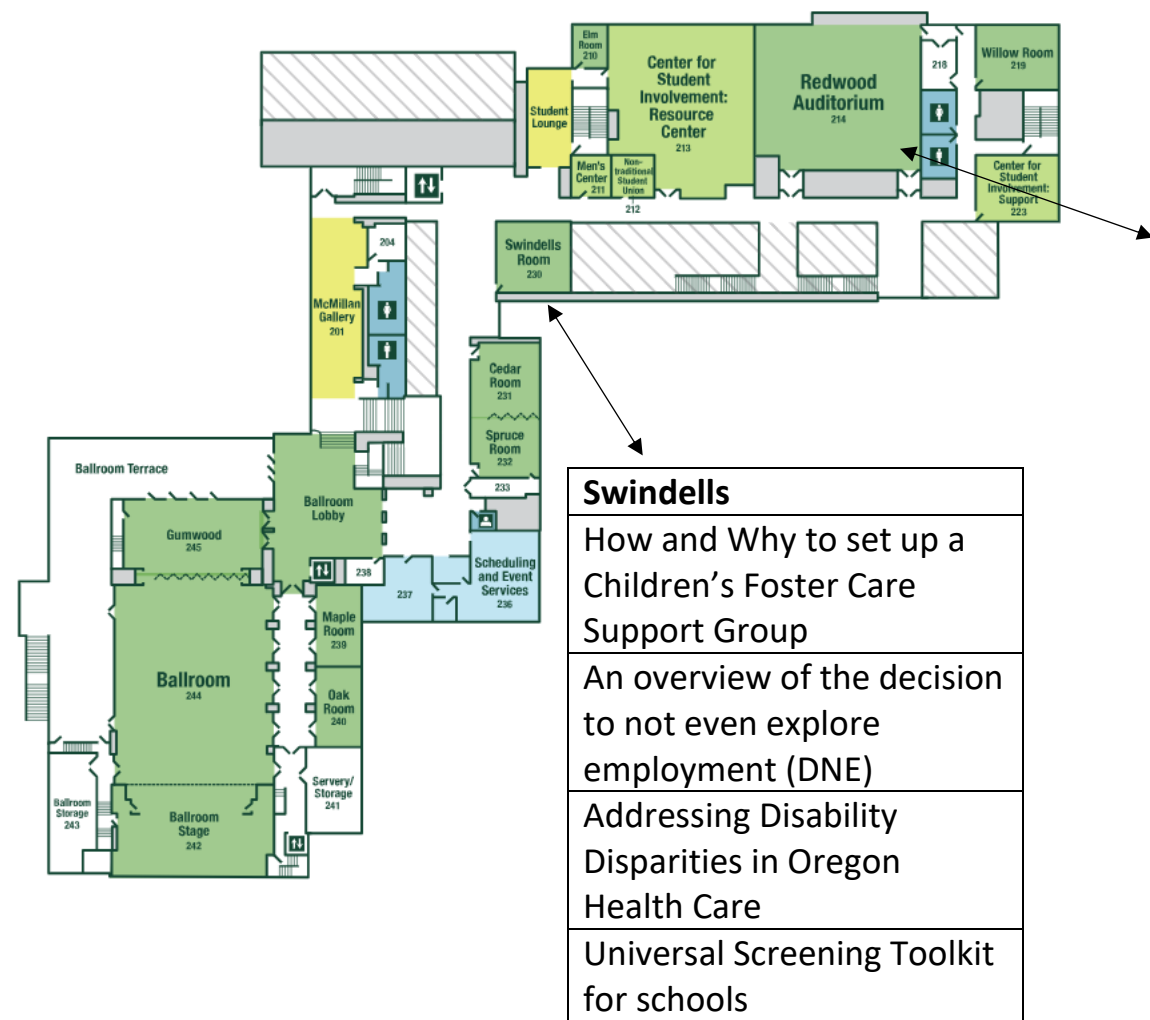 Elm
Room
210
Center for
Student
Involvement:
Resource
Center
213
Redwood
Auditorium
214
218
Willow Room
219
Student
Lounge
Men's
Center
211
Non-
traditional
Student
Union
212
Center for
Student
Involvement:
Support
223
204
Swindells
Room
230
McMillan
Gallery
201
Cedar
Room
231
Spruce
Room
232
233
Ballroom Terrace
Ballroom
Lobby
Gumwood
245
238
237
Scheduling
and Event
Services
236
Maple
Room
239
Ballroom
244
Oak
Room
240
Servery/
Storage
241
Ballroom
Storage
243
Ballroom
Stage
242
Swindells
How and Why to set up a
Children’s Foster Care
Support Group
An overview of the decision
to not even explore
employment (DNE)
Addressing Disability
Disparities in Oregon
Health Care
Universal Screening Toolkit
for schools